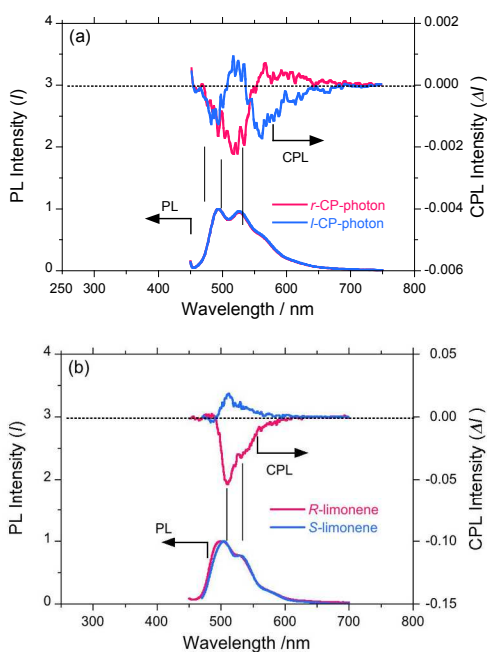 (a)
PL Intensity (I)
4
3
2
1
0
CPL Intensity (ΔI)
0.002
0.000
-0.002
-0.004
-0.006
CPL
PL
r-CP-photon
l-CP-photon
250 300 400 500 600 700 800
Wavelength / nm
(b)
PL Intensity (I)
4
3
2
1
0
CPL Intensity (ΔI)
0.05
0.00
-0.05
-0.10
-0.15
CPL
PL
R-limonene
S-limonene
300 400 500 600 700 800
Wavelength /nm